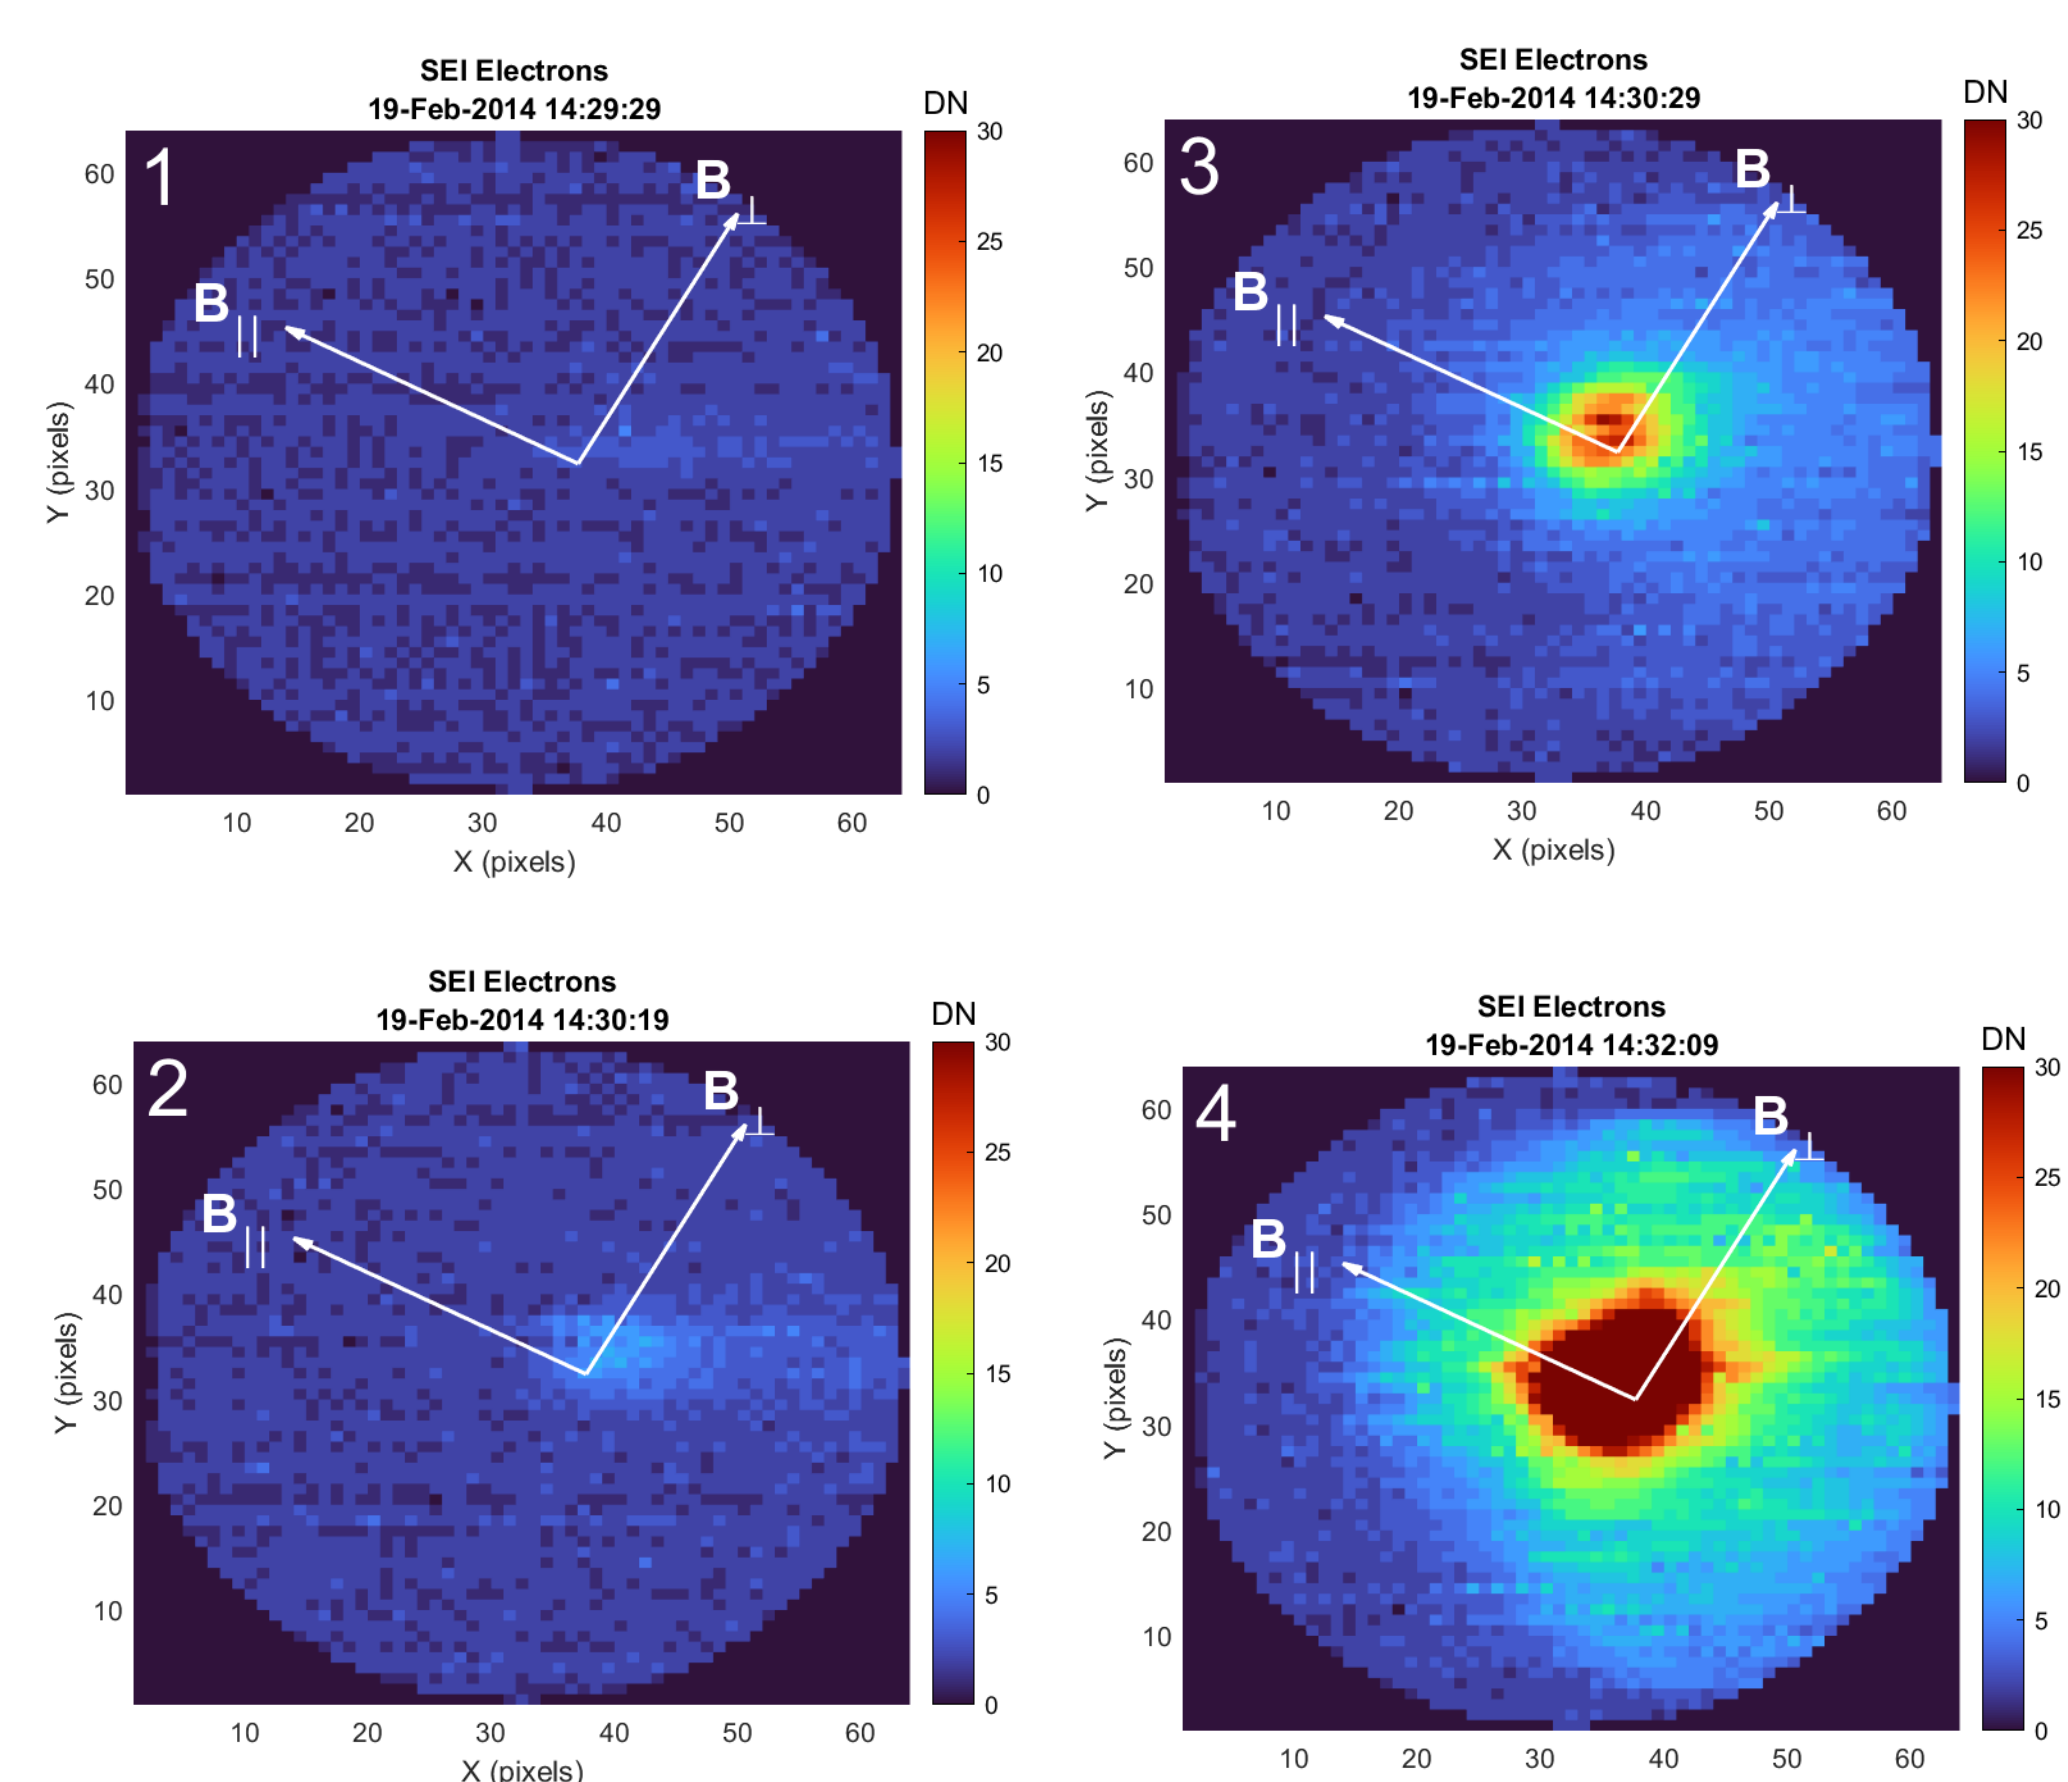 SEI Electrons
19-Feb-2014 14:29:29
DN
1
B ⊥
B ||
60
50
40
30
20
10
Y (pixels)
10 20 30 40 50 60
X (pixels)
30
25
20
15
10
5
0
SEI Electrons
19-Feb-2014 14:30:29
DN
3
B ⊥
B ||
60
50
40
30
20
10
Y (pixels)
10 20 30 40 50 60
X (pixels)
30
25
20
15
10
5
0
SEI Electrons
19-Feb-2014 14:30:19
DN
2
B ⊥
B ||
60
50
40
30
20
10
Y (pixels)
10 20 30 40 50 60
X (pixels)
30
25
20
15
10
5
0
SEI Electrons
19-Feb-2014 14:32:09
DN
4
B ⊥
B ||
60
50
40
30
20
10
Y (pixels)
10 20 30 40 50 60
30
25
20
15
10
5
0